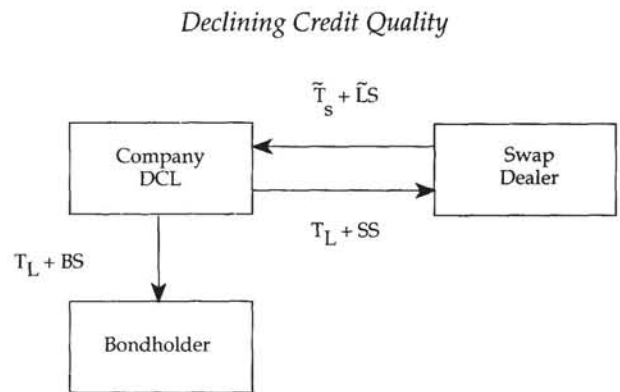 Declining Credit Quality
T̃s + L̃S
Company
DCL
Swap
Dealer
TL + SS
TL + BS
Bondholder